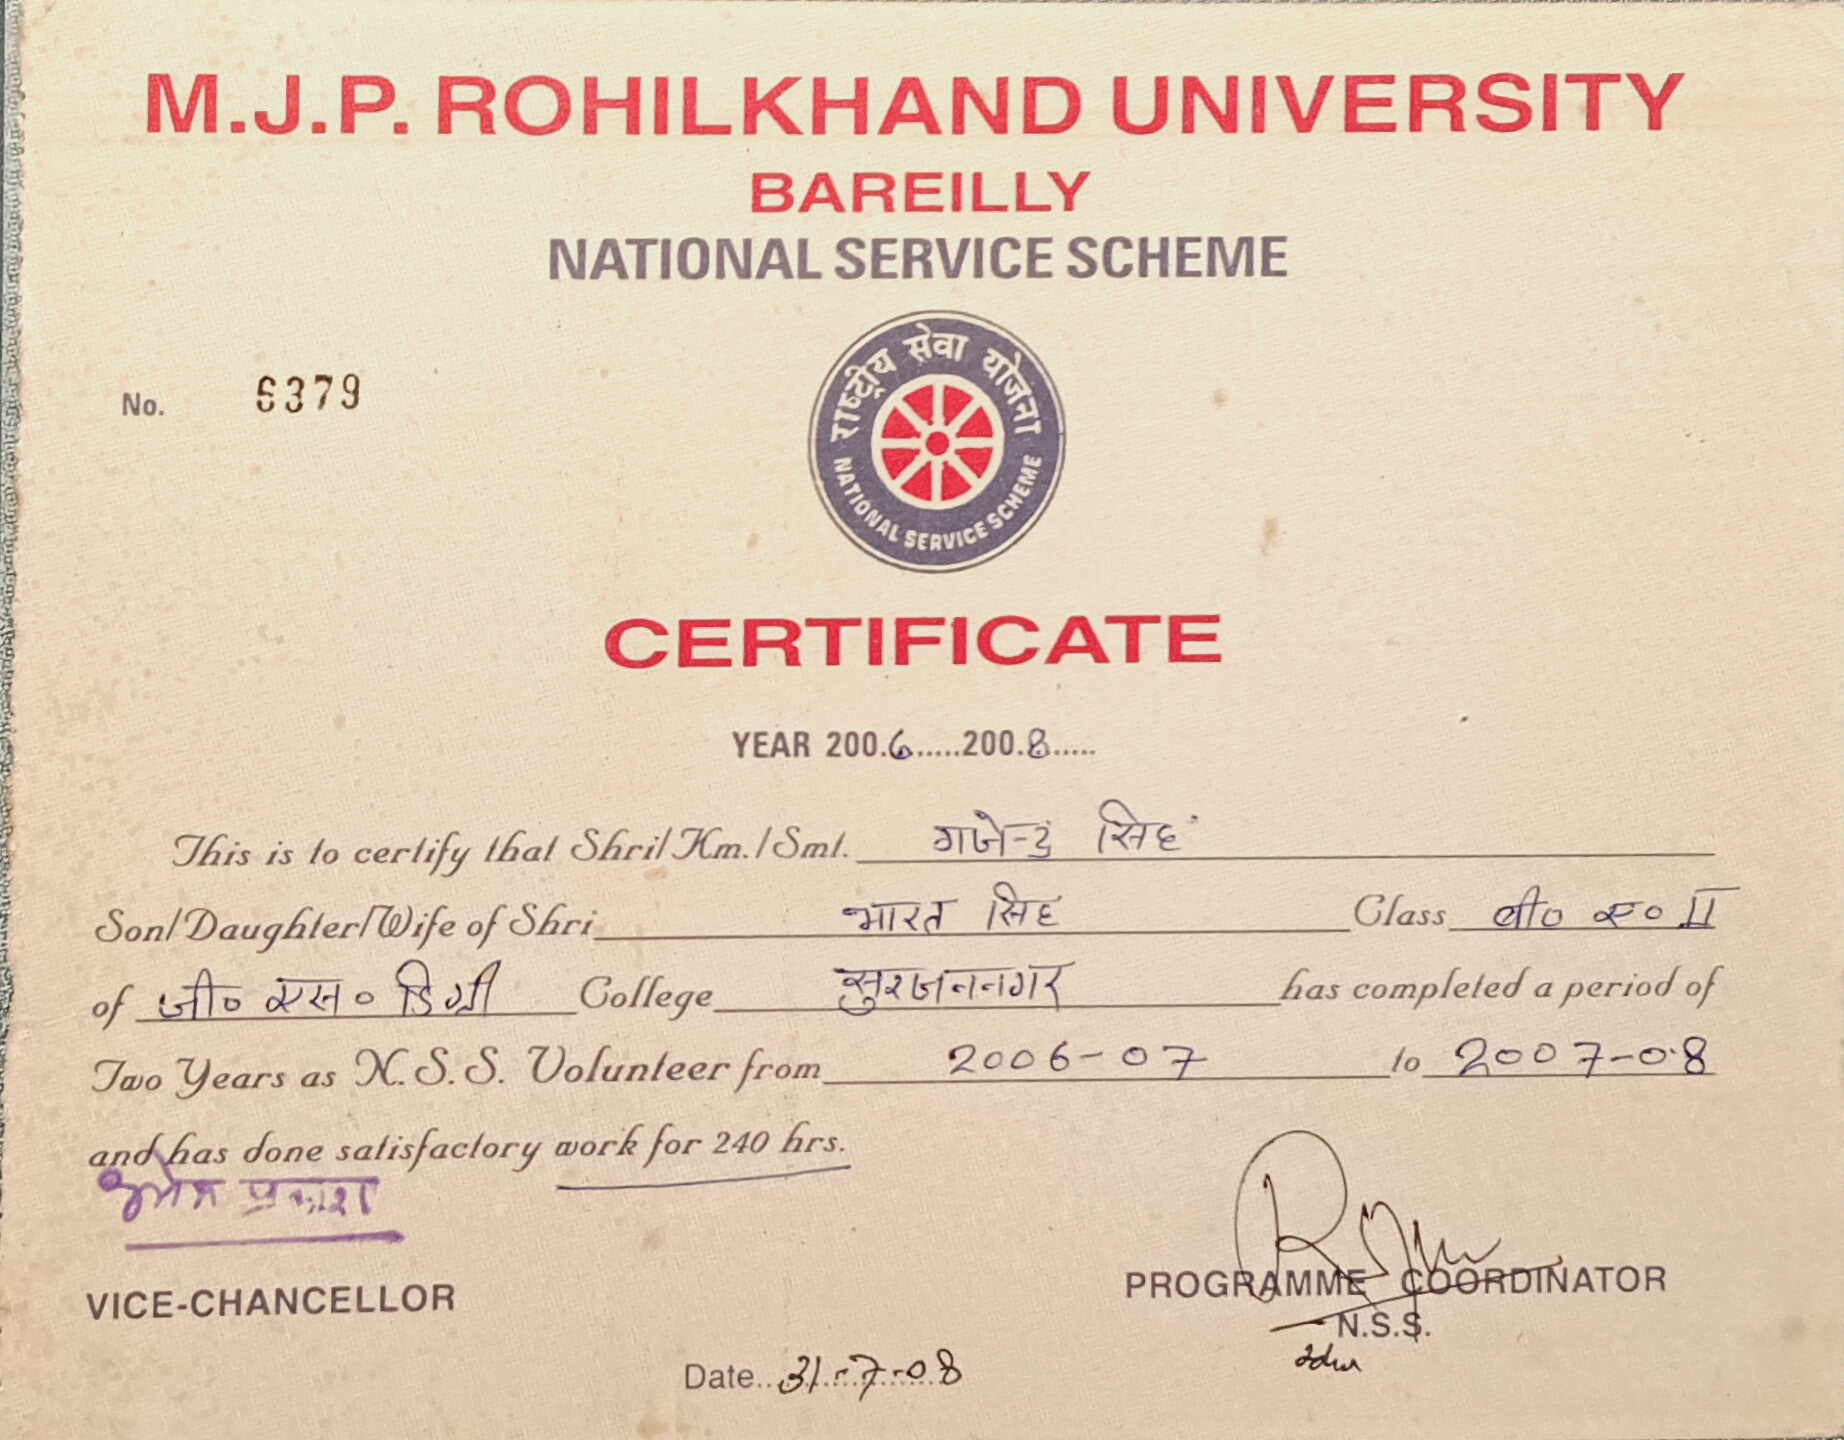 M.J.P. ROHILKHAND UNIVERSITY
BAREILLY
NATIONAL SERVICE SCHEME
राष्ट्रीय सेवा योजना
NATIONAL SERVICE SCHEME
No. 6379
CERTIFICATE
YEAR 200.6.....200.8.....
This is to certify that Shri/Km./Smt. गजेन्द्र सिंह
Son/Daughter/Wife of Shri भारत सिंह Class बी० ए० II
of जी० एस० डिग्री College सुरजननगर has completed a period of
Two Years as N.S.S. Volunteer from 2006-07 to 2007-08
and has done satisfactory work for 240 hrs.
ओम प्रकाश
VICE-CHANCELLOR
PROGRAMME COORDINATOR
N.S.S.
Date..31-7-08